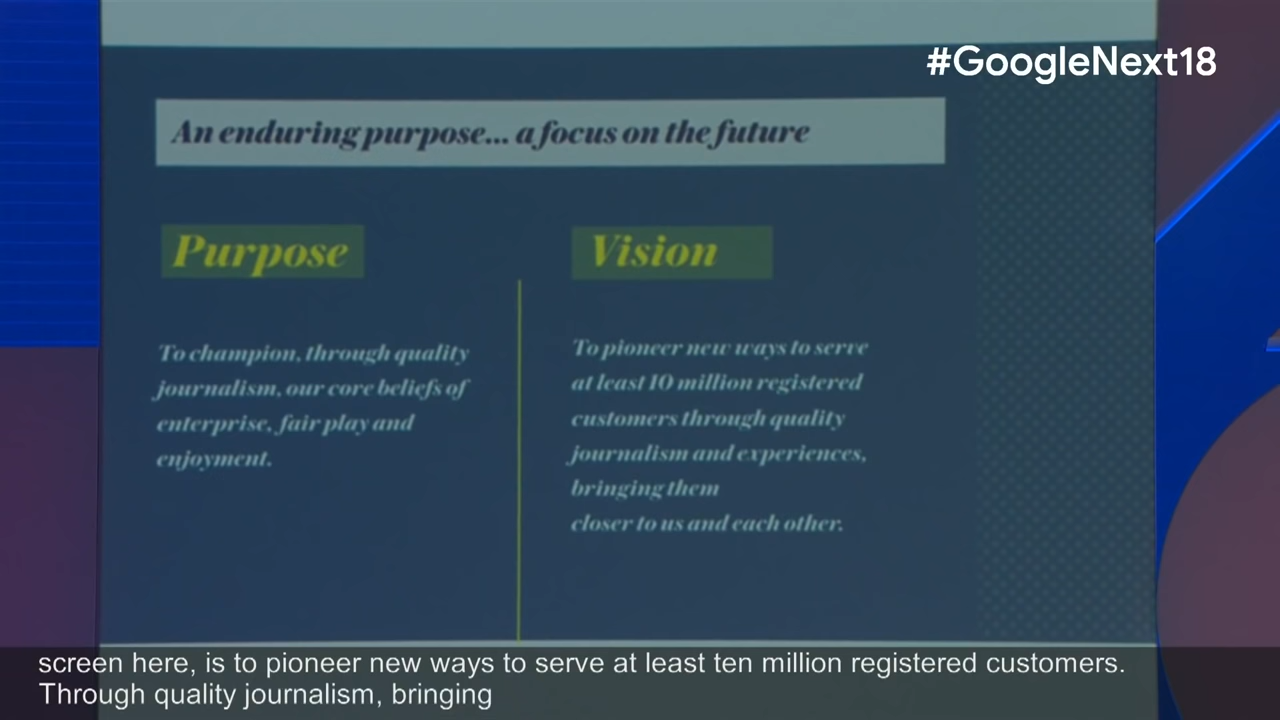 #GoogleNext18
An enduring purpose... a focus on the future
Purpose
To champion, through quality
journalism, our core beliefs of
enterprise, fair play and
enjoyment.
Vision
To pioneer new ways to serve
at least 10 million registered
customers through quality
journalism and experiences,
bringing them
closer to us and each other.
screen here, is to pioneer new ways to serve at least ten million registered customers.
Through quality journalism, bringing